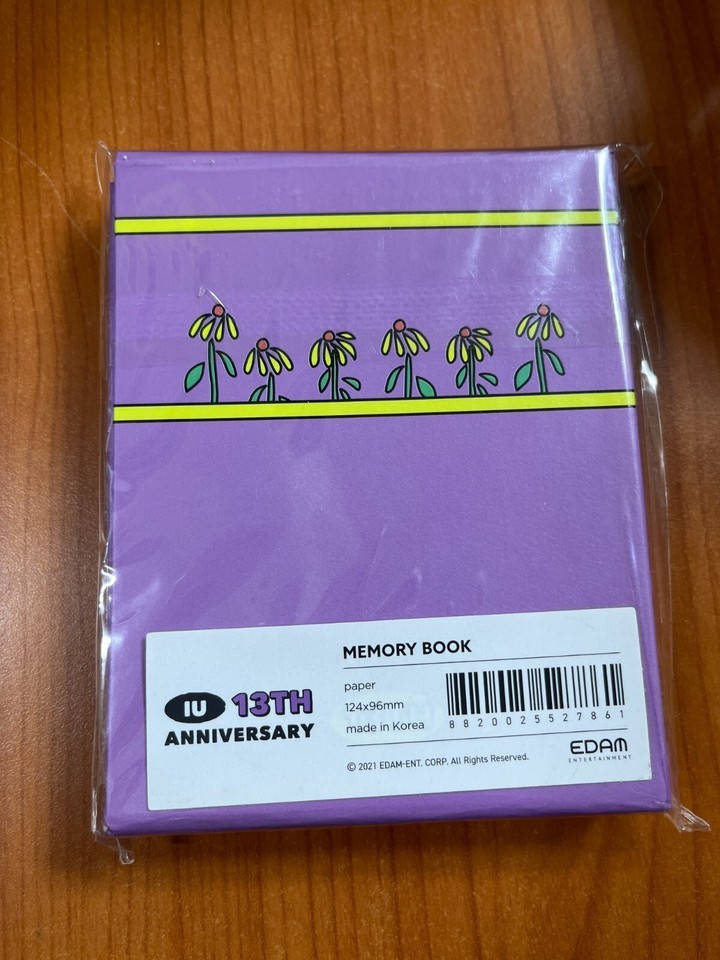 MEMORY BOOK
IU 13TH
ANNIVERSARY
paper
124x96mm
made in Korea
8820025527861
© 2021 EDAM-ENT. CORP. All Rights Reserved.
EDAM
ENTERTAINMENT